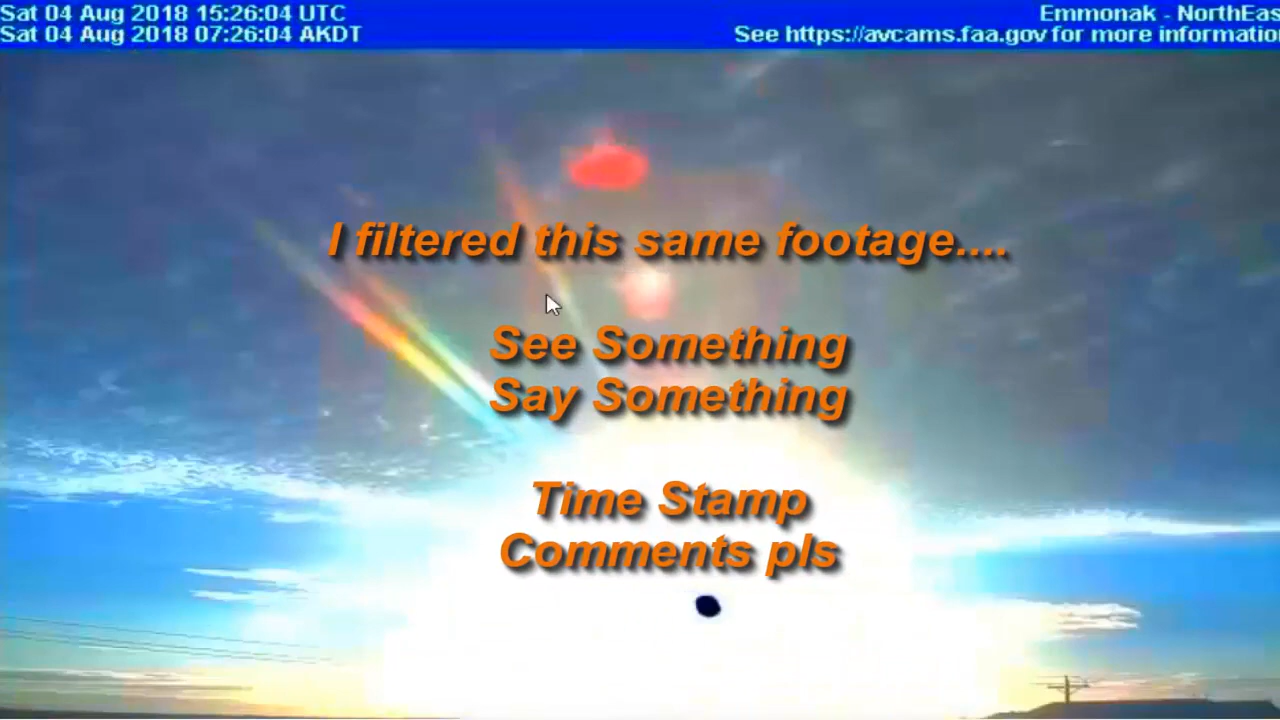 Sat 04 Aug 2018 15:26:04 UTC
Emmonak - NorthEas
Sat 04 Aug 2018 07:26:04 AKDT
See https://avcams.faa.gov for more informatio
I filtered this same footage....
See Something
Say Something
Time Stamp
Comments pls